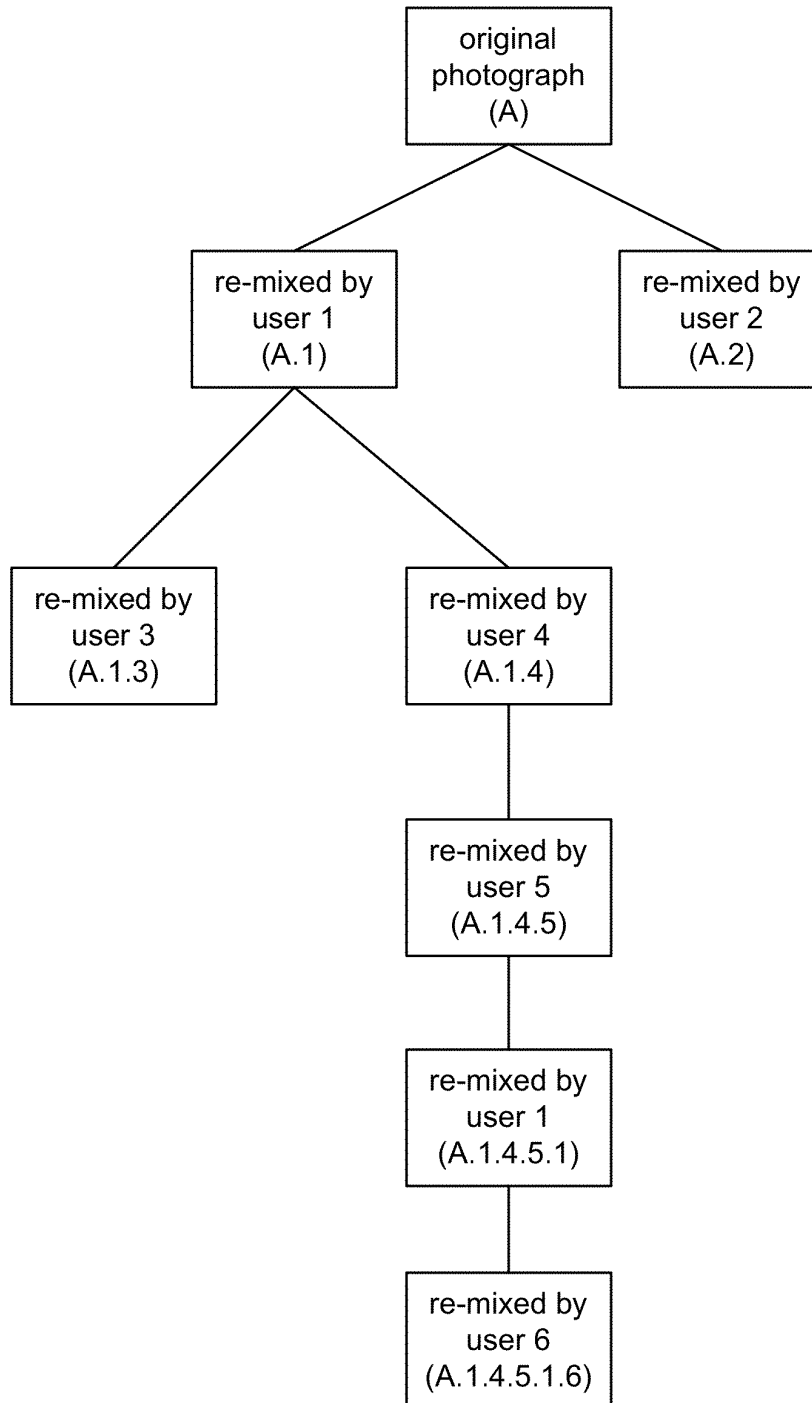 original
photograph
(A)
re-mixed by
user 1
(A.1)
re-mixed by
user 2
(A.2)
re-mixed by
user 3
(A.1.3)
re-mixed by
user 4
(A.1.4)
re-mixed by
user 5
(A.1.4.5)
re-mixed by
user 1
(A.1.4.5.1)
re-mixed by
user 6
(A.1.4.5.1.6)